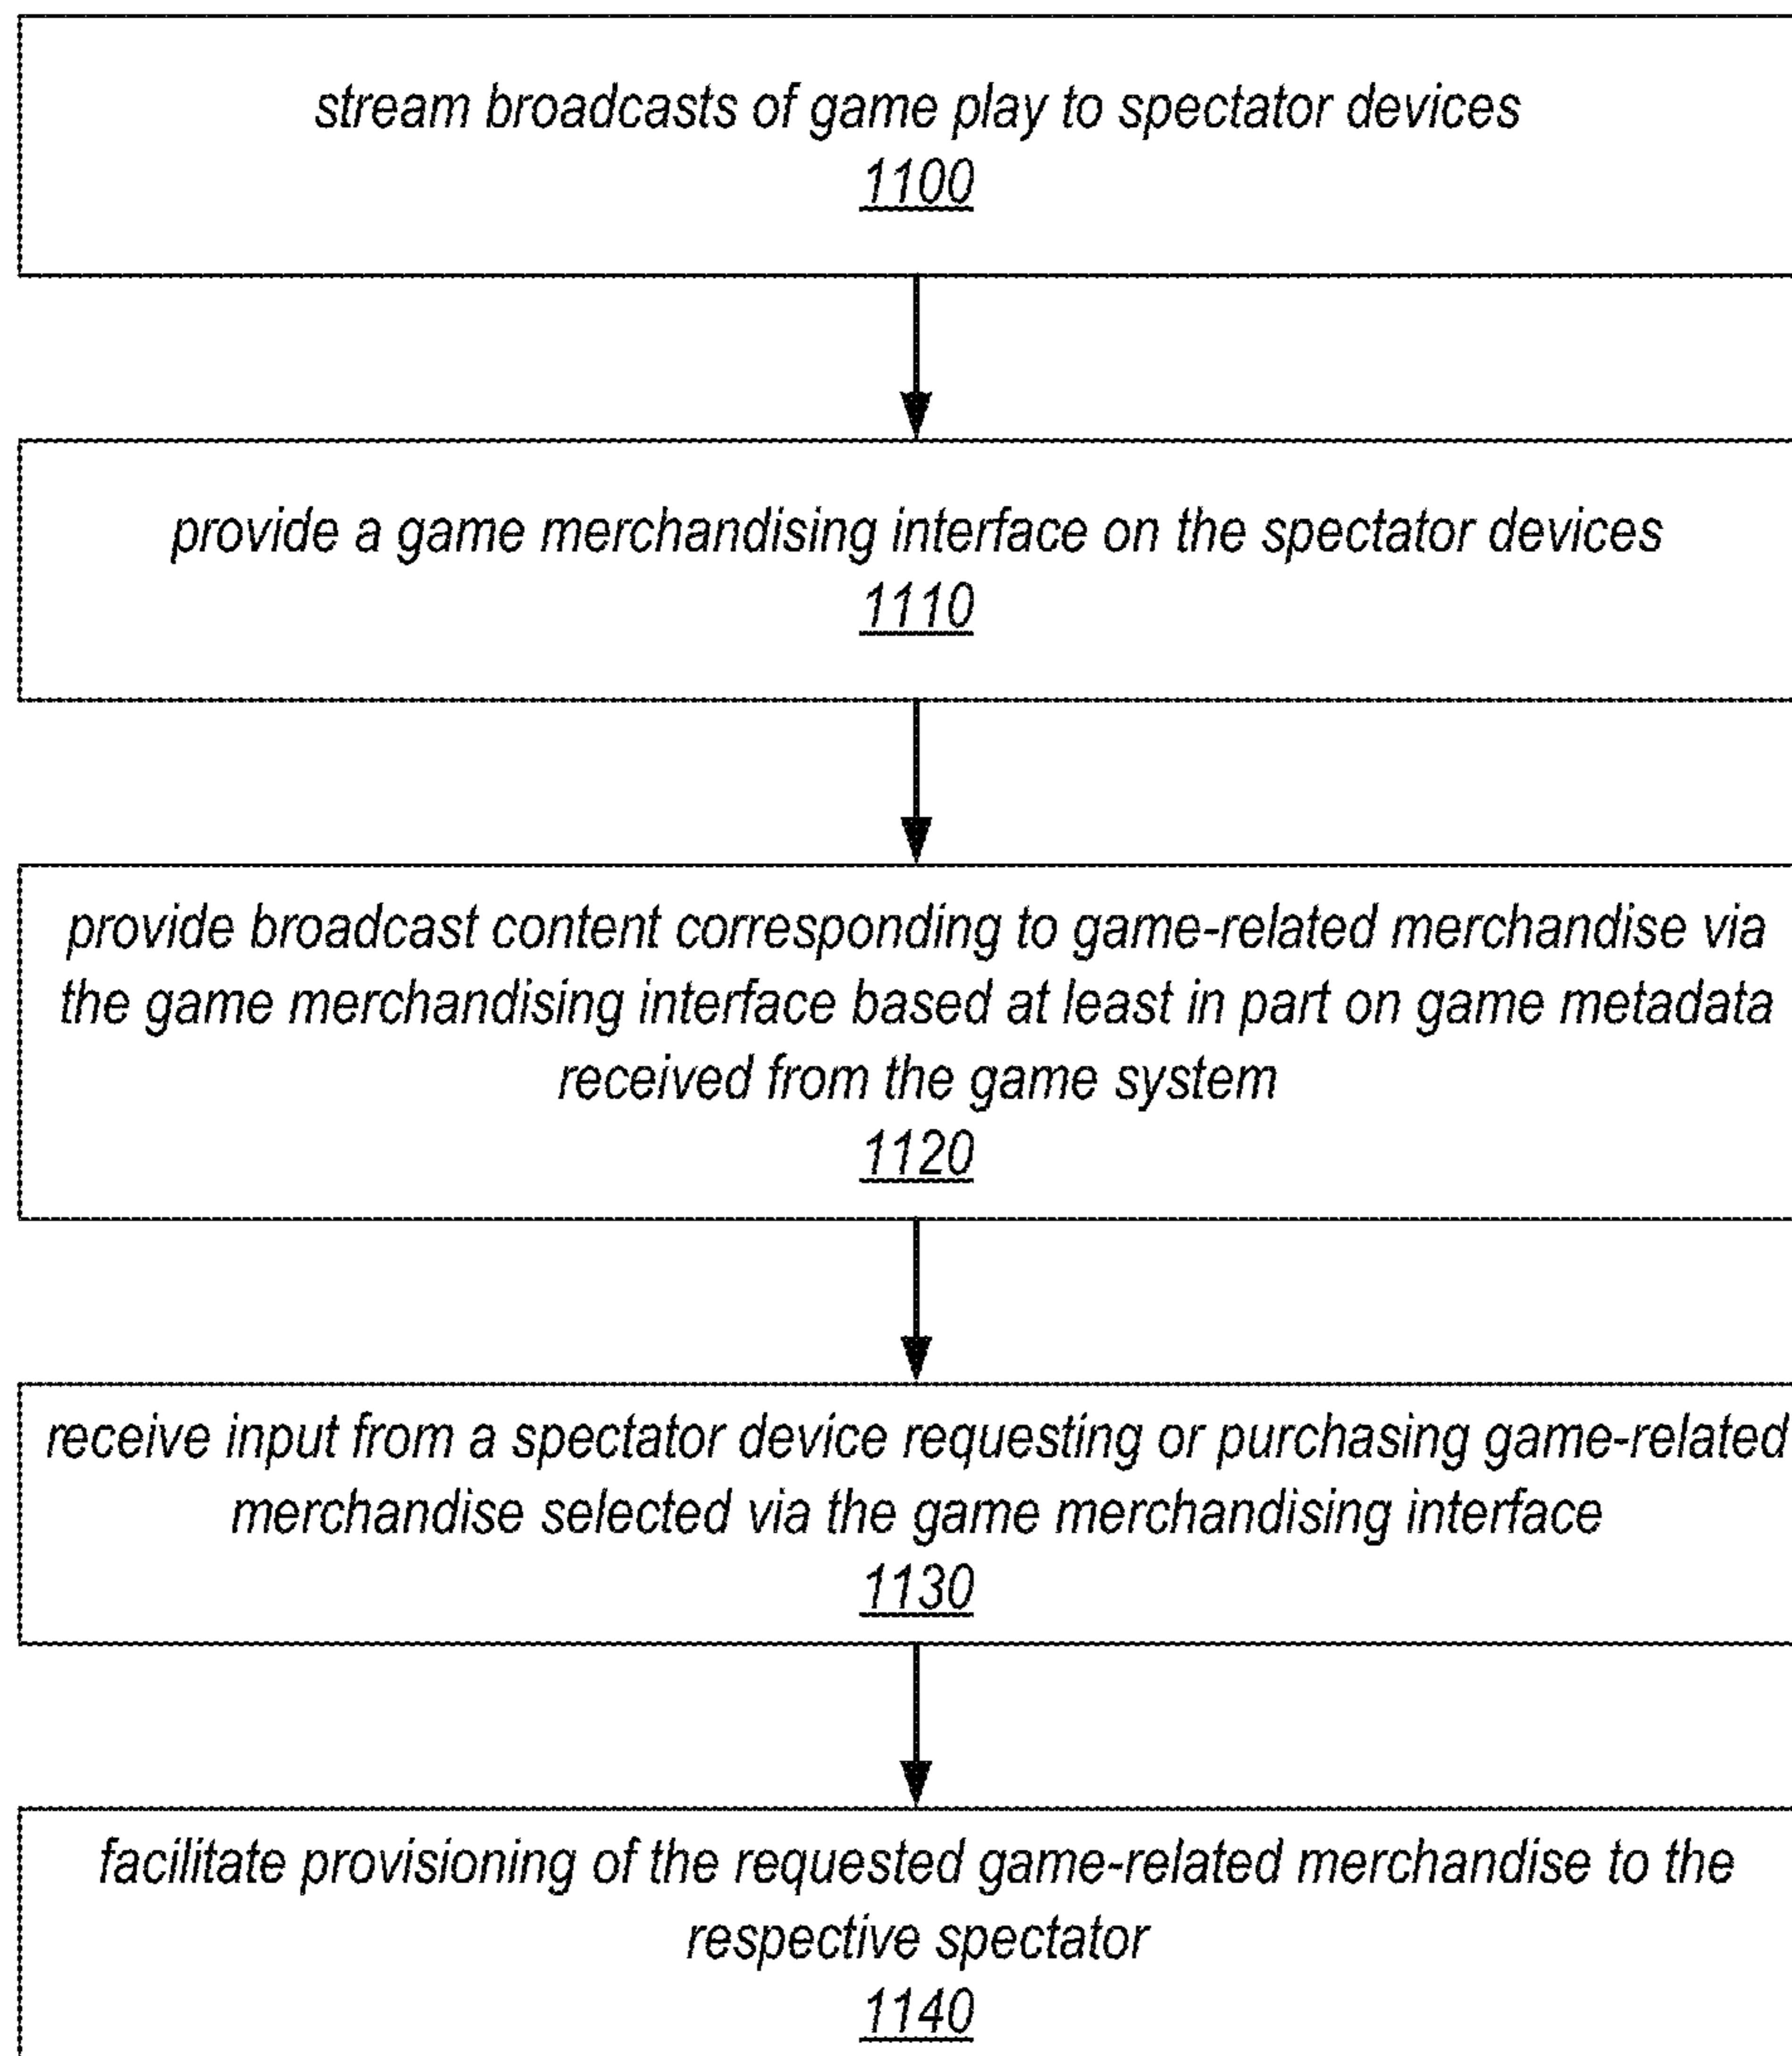 stream broadcasts of game play to spectator devices
1100
provide a game merchandising interface on the spectator devices
1110
provide broadcast content corresponding to game-related merchandise via
the game merchandising interface based at least in part on game metadata
received from the game system
1120
receive input from a spectator device requesting or purchasing game-related
merchandise selected via the game merchandising interface
1130
facilitate provisioning of the requested game-related merchandise to the
respective spectator
1140